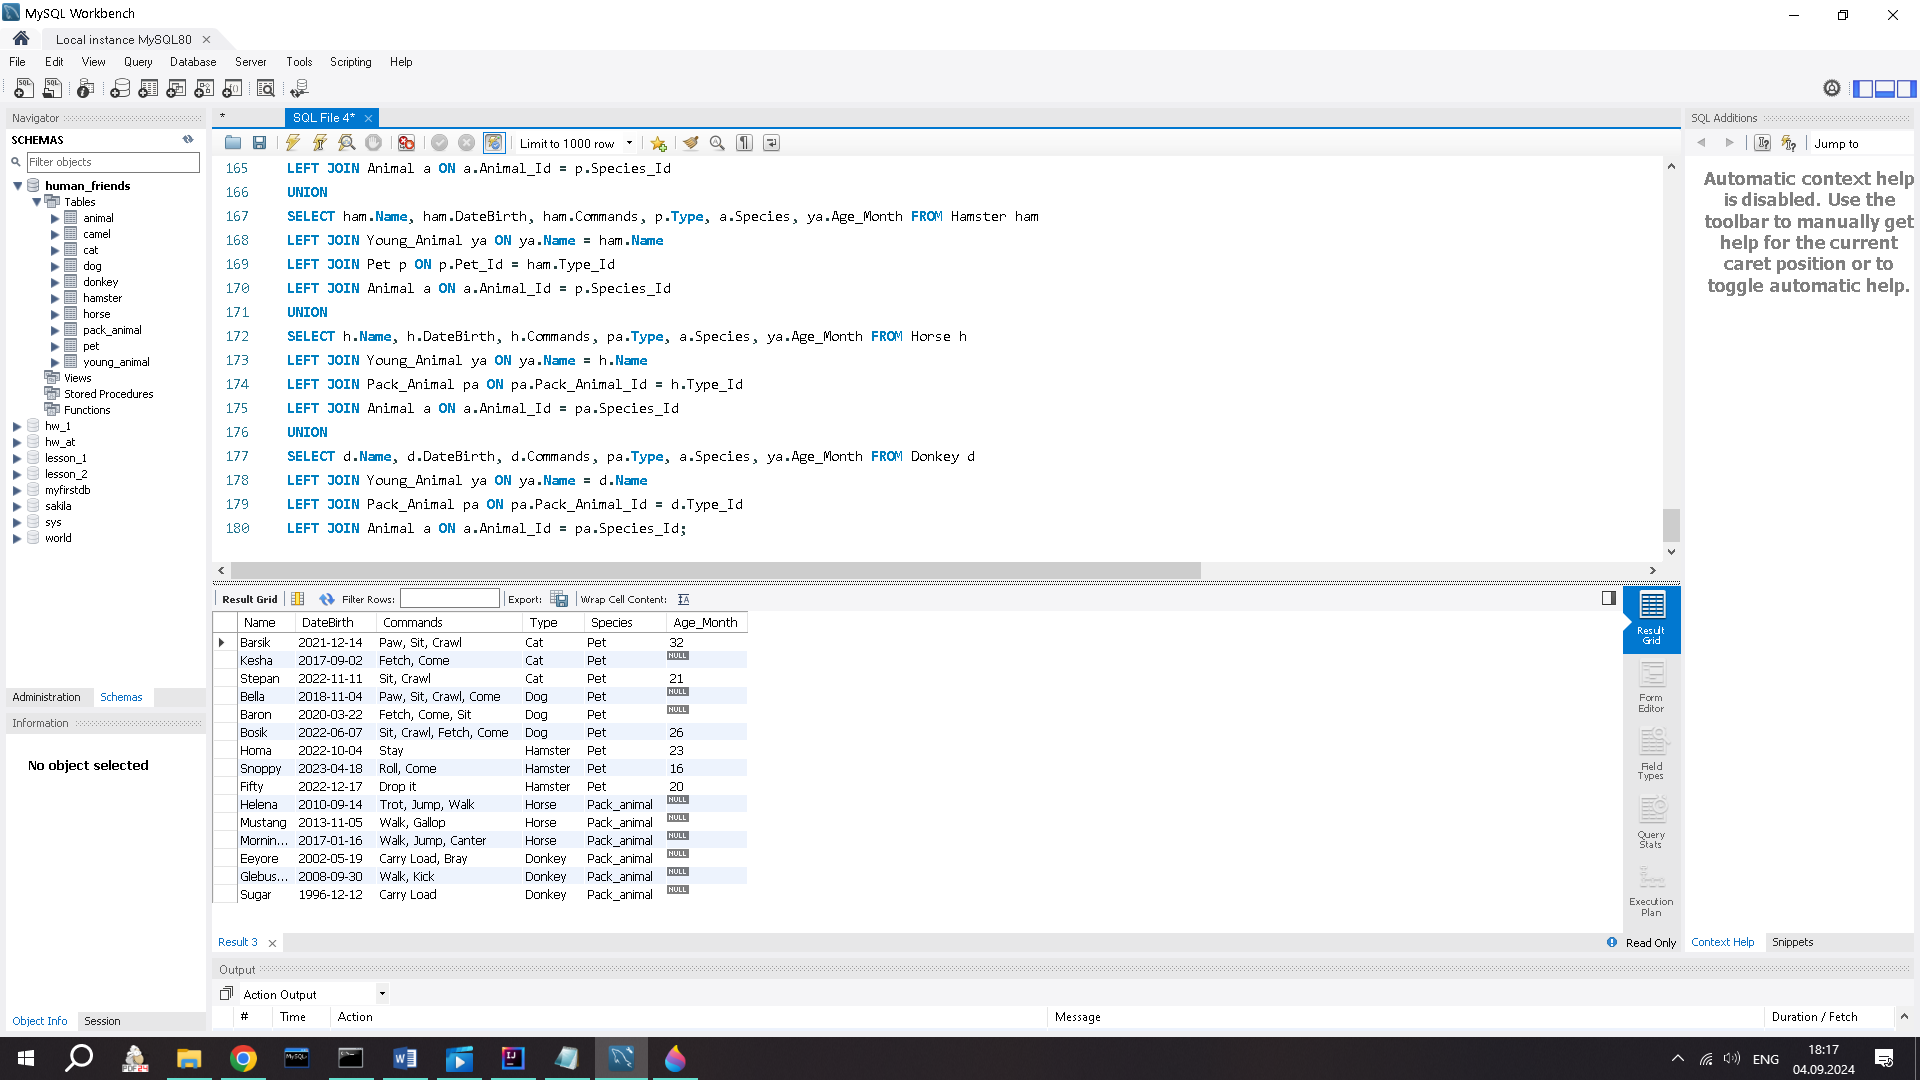 MySQL Workbench
Local instance MySQL80
File Edit View Query Database Server Tools Scripting Help
Navigator
SCHEMAS
Filter objects
human_friends
Tables
animal
camel
cat
dog
donkey
hamster
horse
pack_animal
pet
young_animal
Views
Stored Procedures
Functions
hw_1
hw_at
lesson_1
lesson_2
myfirstdb
sakila
sys
world
Administration Schemas
Information
No object selected
Object Info Session
* SQL File 4*
Limit to 1000 row
165 LEFT JOIN Animal a ON a.Animal_Id = p.Species_Id
166 UNION
167 SELECT ham.Name, ham.DateBirth, ham.Commands, p.Type, a.Species, ya.Age_Month FROM Hamster ham
168 LEFT JOIN Young_Animal ya ON ya.Name = ham.Name
169 LEFT JOIN Pet p ON p.Pet_Id = ham.Type_Id
170 LEFT JOIN Animal a ON a.Animal_Id = p.Species_Id
171 UNION
172 SELECT h.Name, h.DateBirth, h.Commands, pa.Type, a.Species, ya.Age_Month FROM Horse h
173 LEFT JOIN Young_Animal ya ON ya.Name = h.Name
174 LEFT JOIN Pack_Animal pa ON pa.Pack_Animal_Id = h.Type_Id
175 LEFT JOIN Animal a ON a.Animal_Id = pa.Species_Id
176 UNION
177 SELECT d.Name, d.DateBirth, d.Commands, pa.Type, a.Species, ya.Age_Month FROM Donkey d
178 LEFT JOIN Young_Animal ya ON ya.Name = d.Name
179 LEFT JOIN Pack_Animal pa ON pa.Pack_Animal_Id = d.Type_Id
180 LEFT JOIN Animal a ON a.Animal_Id = pa.Species_Id;
Result Grid Filter Rows: Export: Wrap Cell Content:
Name DateBirth Commands Type Species Age_Month
Barsik 2021-12-14 Paw, Sit, Crawl Cat Pet 32
Kesha 2017-09-02 Fetch, Come Cat Pet NULL
Stepan 2022-11-11 Sit, Crawl Cat Pet 21
Bella 2018-11-04 Paw, Sit, Crawl, Come Dog Pet NULL
Baron 2020-03-22 Fetch, Come, Sit Dog Pet NULL
Bosik 2022-06-07 Sit, Crawl, Fetch, Come Dog Pet 26
Homa 2022-10-04 Stay Hamster Pet 23
Snoppy 2023-04-18 Roll, Come Hamster Pet 16
Fifty 2022-12-17 Drop it Hamster Pet 20
Helena 2010-09-14 Trot, Jump, Walk Horse Pack_animal NULL
Mustang 2013-11-05 Walk, Gallop Horse Pack_animal NULL
Mornin... 2017-01-16 Walk, Jump, Canter Horse Pack_animal NULL
Eeyore 2002-05-19 Carry Load, Bray Donkey Pack_animal NULL
Glebus... 2008-09-30 Walk, Kick Donkey Pack_animal NULL
Sugar 1996-12-12 Carry Load Donkey Pack_animal NULL
Result
Grid
Form
Editor
Field
Types
Query
Stats
Execution
Plan
Result 3
Read Only
Output
Action Output
# Time Action Message Duration / Fetch
SQL Additions
Jump to
Automatic context help
is disabled. Use the
toolbar to manually get
help for the current
caret position or to
toggle automatic help.
Context Help Snippets
ENG
18:17
04.09.2024